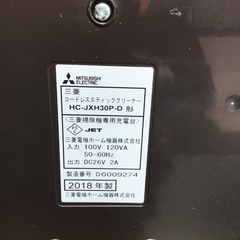 MITSUBISHI
ELECTRIC
三菱
コードレススティッククリーナー
HC-JXH30P-D 形
〈三菱掃除機専用充電台〉
PS E JET
三菱電機ホーム機器株式会社
入力 100V 120VA
50-60Hz
出力 DC26V 2A
製造番号 D6009274
2018年製
三菱電機ホーム機器株式会社